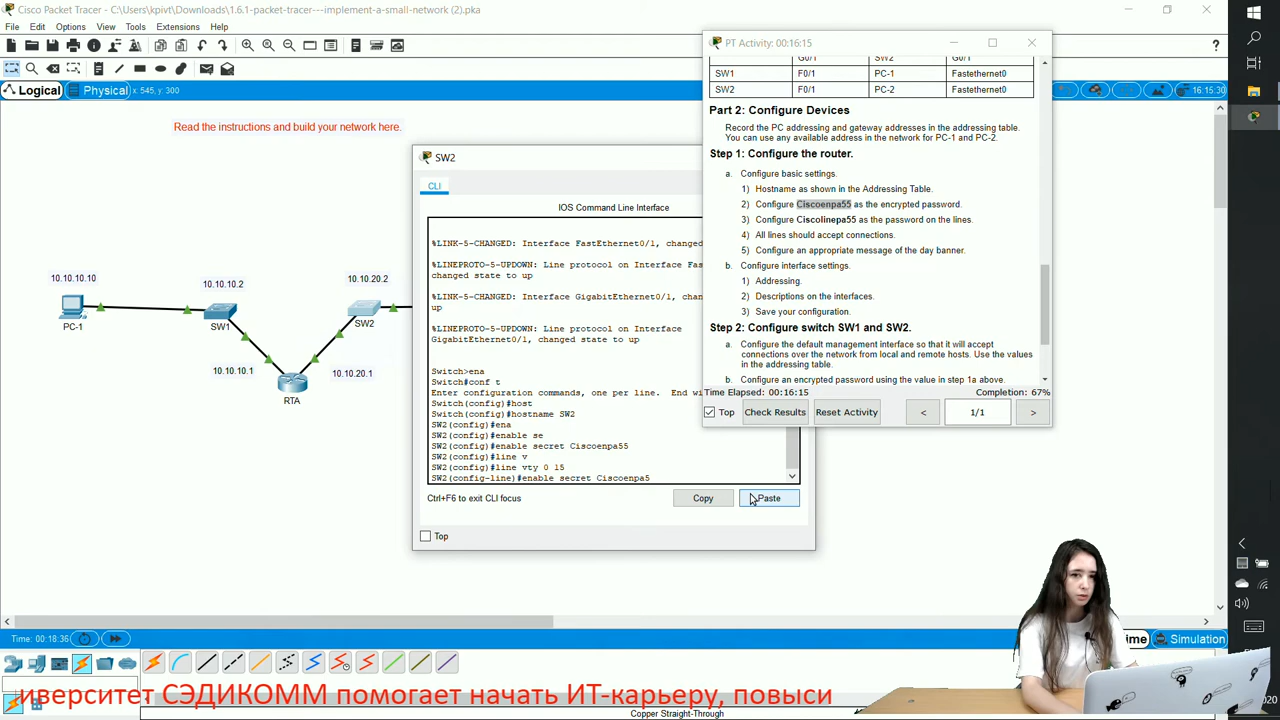 Cisco Packet Tracer - C:\Users\kpivt\Downloads\1.6.1-packet-tracer---implement-a-small-network (2).pka
File Edit Options View Tools Extensions Help
Logical Physical x: 545, y: 300
16:15:30
Read the instructions and build your network here.
10.10.10.10
PC-1
10.10.10.2
SW1
10.10.20.2
SW2
10.10.10.1
10.10.20.1
RTA
SW2
CLI
IOS Command Line Interface
%LINK-5-CHANGED: Interface FastEthernet0/1, changed
%LINEPROTO-5-UPDOWN: Line protocol on Interface Fas
changed state to up
%LINK-5-CHANGED: Interface GigabitEthernet0/1, chan
up
%LINEPROTO-5-UPDOWN: Line protocol on Interface
GigabitEthernet0/1, changed state to up
Switch>ena
Switch#conf t
Enter configuration commands, one per line. End wi
Switch(config)#host
Switch(config)#hostname SW2
SW2(config)#ena
SW2(config)#enable se
SW2(config)#enable secret Ciscoenpa55
SW2(config)#line v
SW2(config)#line vty 0 15
SW2(config-line)#enable secret Ciscoenpa5
Ctrl+F6 to exit CLI focus
Copy
Paste
Top
PT Activity: 00:16:15
G0/1 SW2 G0/1
SW1 F0/1 PC-1 Fastethernet0
SW2 F0/1 PC-2 Fastethernet0
Part 2: Configure Devices
Record the PC addressing and gateway addresses in the addressing table.
You can use any available address in the network for PC-1 and PC-2.
Step 1: Configure the router.
a. Configure basic settings.
1) Hostname as shown in the Addressing Table.
2) Configure Ciscoenpa55 as the encrypted password.
3) Configure Ciscolinepa55 as the password on the lines.
4) All lines should accept connections.
5) Configure an appropriate message of the day banner.
b. Configure interface settings.
1) Addressing.
2) Descriptions on the interfaces.
3) Save your configuration.
Step 2: Configure switch SW1 and SW2.
a. Configure the default management interface so that it will accept
connections over the network from local and remote hosts. Use the values
in the addressing table.
b. Configure an encrypted password using the value in step 1a above.
Time Elapsed: 00:16:15 Completion: 67%
Top Check Results Reset Activity < 1/1 >
Time: 00:18:36
Simulation
иверситет СЭДИКОММ помогает начать ИТ-карьеру, повыси
Copper Straight-Through